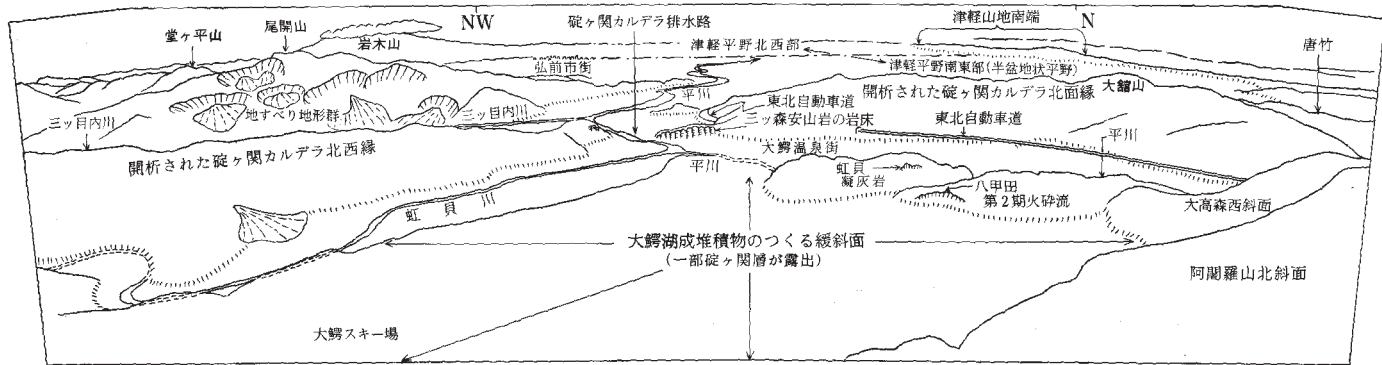 NW
碇ヶ関カルデラ排水路
津軽山地南端
N
堂ヶ平山
尾開山
岩木山
津軽平野北西部
唐竹
弘前市街
津軽平野南東部(半盆地状平野)
平川
開析された碇ヶ関カルデラ北面縁
大舘山
東北自動車道
三ッ目内川
地すべり地形群
三ッ目内川
三ッ森安山岩の岩床
東北自動車道
平川
開析された碇ヶ関カルデラ北西縁
大鰐温泉街
平川
虹貝
凝灰岩
八甲田
第2期火砕流
大高森西斜面
虹貝川
大鰐湖成堆積物のつくる緩斜面
(一部碇ヶ関層が露出)
阿闍羅山北斜面
大鰐スキー場